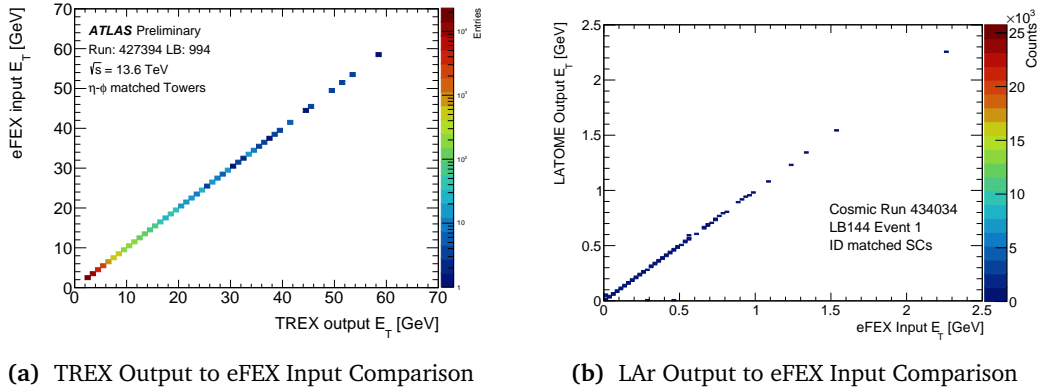 70
60
50
40
30
20
10
0
eFEX input E_T [GeV]
ATLAS Preliminary
Run: 427394 LB: 994
√s = 13.6 TeV
η-ϕ matched Towers
0 10 20 30 40 50 60 70
TREX output E_T [GeV]
Entries
10²
10
1
(a) TREX Output to eFEX Input Comparison
2.5
2
1.5
1
0.5
0
LATOME Output E_T [GeV]
Cosmic Run 434034
LB144 Event 1
ID matched SCs
0 0.5 1 1.5 2 2.5
eFEX Input E_T [GeV]
×10³
25
20
15
10
5
0
Counts
(b) LAr Output to eFEX Input Comparison